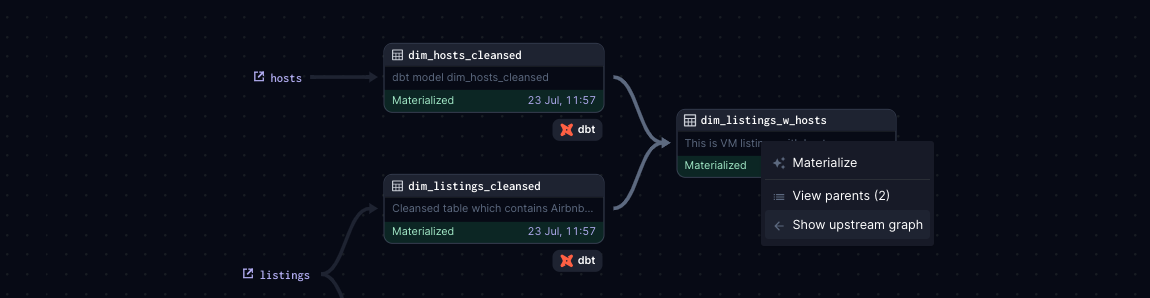 dim_hosts_cleansed
hosts
dbt model dim_hosts_cleansed
Materialized 23 Jul, 11:57
dbt
dim_listings_w_hosts
This is VM listin
Materialized
Materialize
View parents (2)
Show upstream graph
dim_listings_cleansed
Cleansed table which contains Airbnb...
Materialized 23 Jul, 11:57
dbt
listings